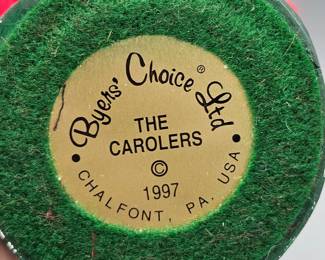 Byers' Choice® Ltd
THE
CAROLERS
©
1997
• CHALFONT, PA. USA •